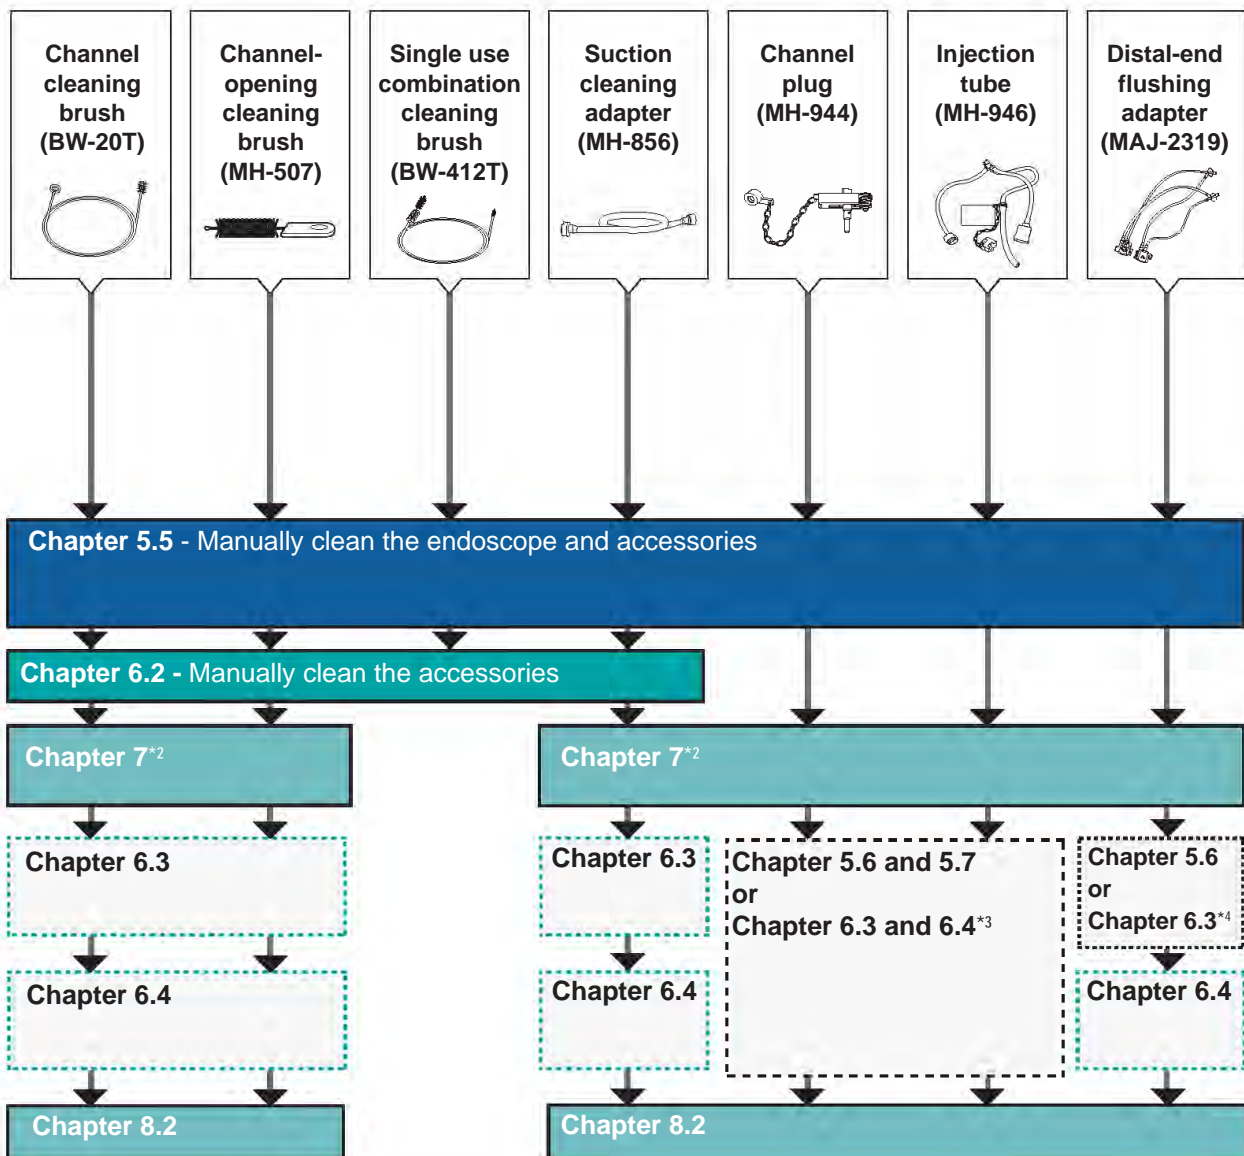 Channel
cleaning
brush
(BW-20T)
Channel-
opening
cleaning
brush
(MH-507)
Single use
combination
cleaning
brush
(BW-412T)
Suction
cleaning
adapter
(MH-856)
Channel
plug
(MH-944)
Injection
tube
(MH-946)
Distal-end
flushing
adapter
(MAJ-2319)
Chapter 5.5 - Manually clean the endoscope and accessories
Chapter 6.2 - Manually clean the accessories
Chapter 7*2
Chapter 7*2
Chapter 6.3
Chapter 6.3
Chapter 5.6 and 5.7
or
Chapter 6.3 and 6.4*3
Chapter 5.6
or
Chapter 6.3*4
Chapter 6.4
Chapter 6.4
Chapter 6.4
Chapter 8.2
Chapter 8.2